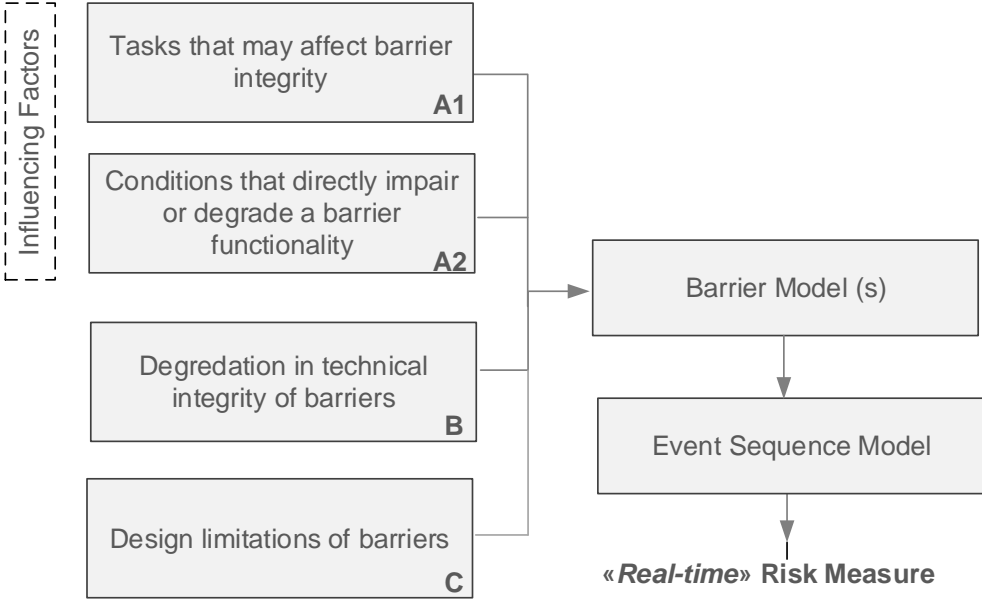 Influencing Factors
Tasks that may affect barrier
integrity
A1
Conditions that directly impair
or degrade a barrier
functionality
A2
Degredation in technical
integrity of barriers
B
Design limitations of barriers
C
Barrier Model (s)
Event Sequence Model
«Real-time» Risk Measure